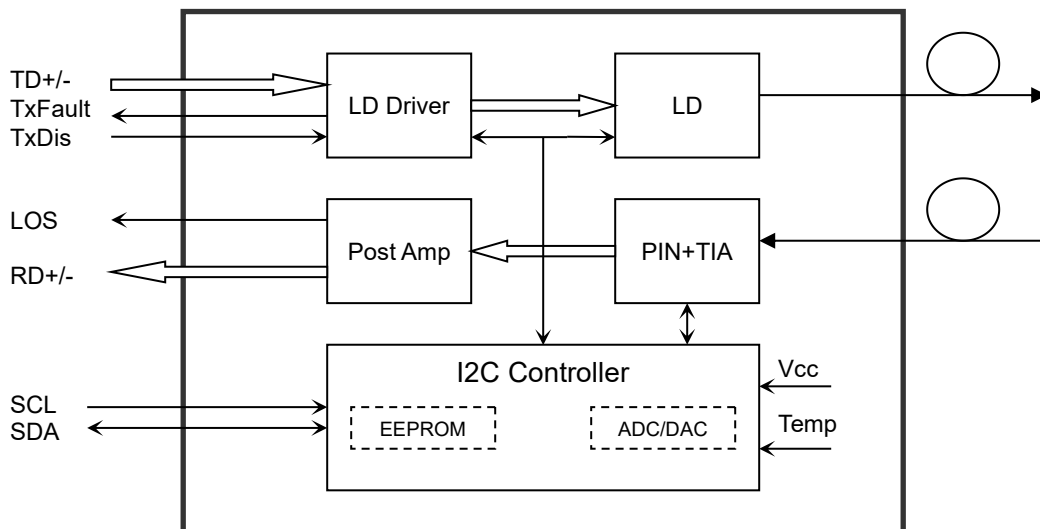 TD+/-
TxFault
TxDis
LD Driver
LD
LOS
RD+/-
Post Amp
PIN+TIA
I2C Controller
Vcc
Temp
SCL
SDA
EEPROM
ADC/DAC